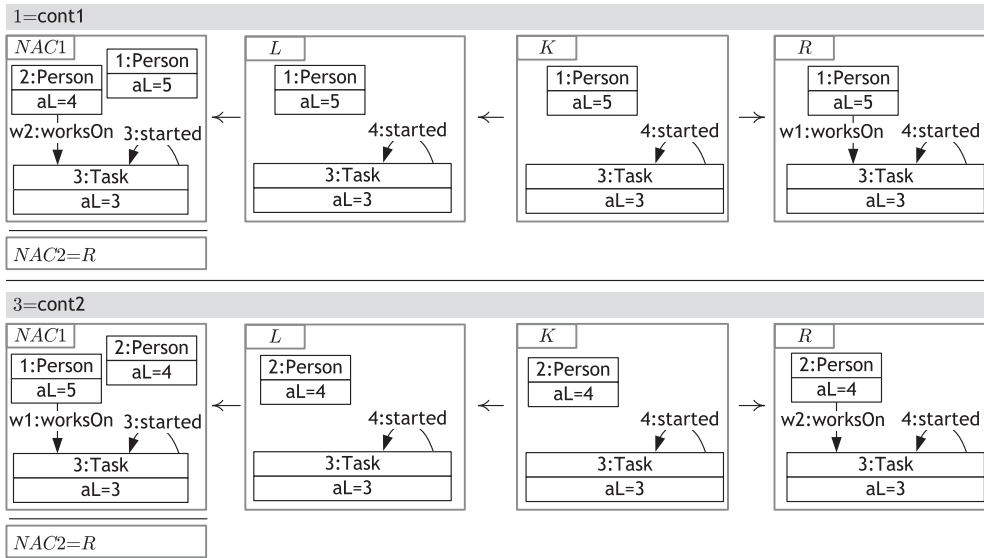 1=cont1
NAC1
L
K
R
1:Person
aL=5
2:Person
aL=4
w2:worksOn
3:started
3:Task
aL=3
1:Person
aL=5
4:started
3:Task
aL=3
1:Person
aL=5
4:started
3:Task
aL=3
1:Person
aL=5
w1:worksOn
4:started
3:Task
aL=3
NAC2=R
3=cont2
NAC1
L
K
R
2:Person
aL=4
1:Person
aL=5
w1:worksOn
3:started
3:Task
aL=3
2:Person
aL=4
4:started
3:Task
aL=3
2:Person
aL=4
4:started
3:Task
aL=3
2:Person
aL=4
w2:worksOn
4:started
3:Task
aL=3
NAC2=R